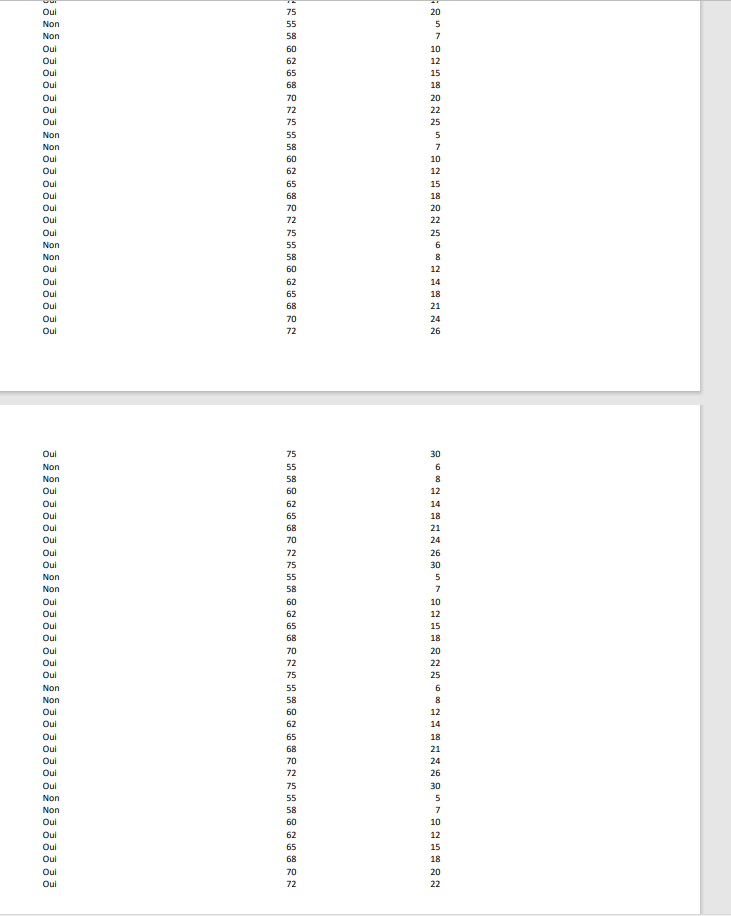 Oui 75 20
Non 55 5
Non 58 7
Oui 60 10
Oui 62 12
Oui 65 15
Oui 68 18
Oui 70 20
Oui 72 22
Oui 75 25
Non 55 5
Non 58 7
Oui 60 10
Oui 62 12
Oui 65 15
Oui 68 18
Oui 70 20
Oui 72 22
Oui 75 25
Non 55 6
Non 58 8
Oui 60 12
Oui 62 14
Oui 65 18
Oui 68 21
Oui 70 24
Oui 72 26
Oui 75 30
Non 55 6
Non 58 8
Oui 60 12
Oui 62 14
Oui 65 18
Oui 68 21
Oui 70 24
Oui 72 26
Oui 75 30
Non 55 5
Non 58 7
Oui 60 10
Oui 62 12
Oui 65 15
Oui 68 18
Oui 70 20
Oui 72 22
Oui 75 25
Non 55 6
Non 58 8
Oui 60 12
Oui 62 14
Oui 65 18
Oui 68 21
Oui 70 24
Oui 72 26
Oui 75 30
Non 55 5
Non 58 7
Oui 60 10
Oui 62 12
Oui 65 15
Oui 68 18
Oui 70 20
Oui 72 22